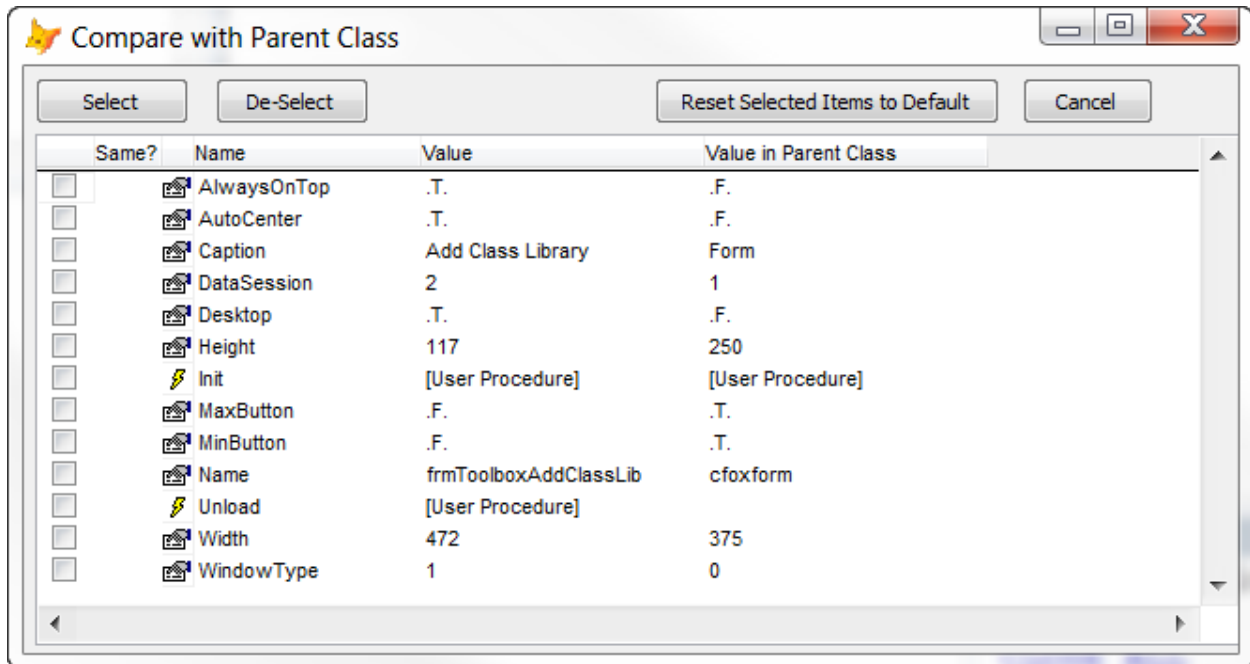 Compare with Parent Class
Select De-Select Reset Selected Items to Default Cancel
Same? Name Value Value in Parent Class
AlwaysOnTop .T. .F.
AutoCenter .T. .F.
Caption Add Class Library Form
DataSession 2 1
Desktop .T. .F.
Height 117 250
Init [User Procedure] [User Procedure]
MaxButton .F. .T.
MinButton .F. .T.
Name frmToolboxAddClassLib cfoxform
Unload [User Procedure]
Width 472 375
WindowType 1 0